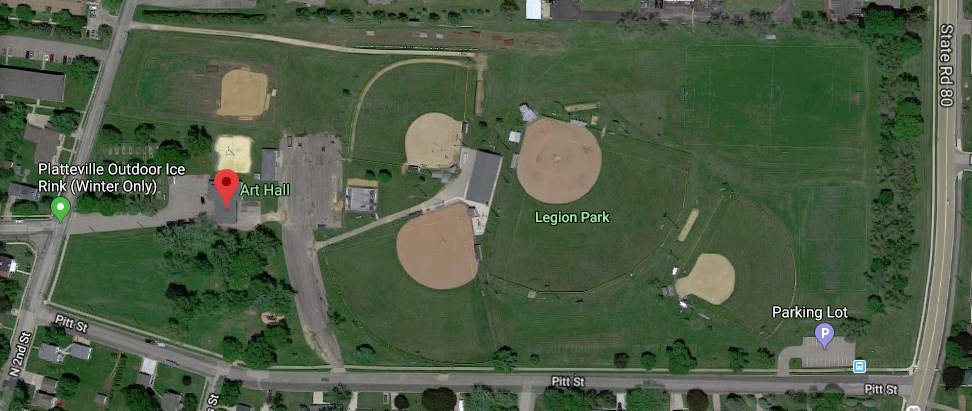 State Rd 80
Platteville Outdoor Ice
Rink (Winter Only)
Art Hall
Legion Park
Parking Lot
P
Pitt St
Pitt St
Pitt St
N 2nd St